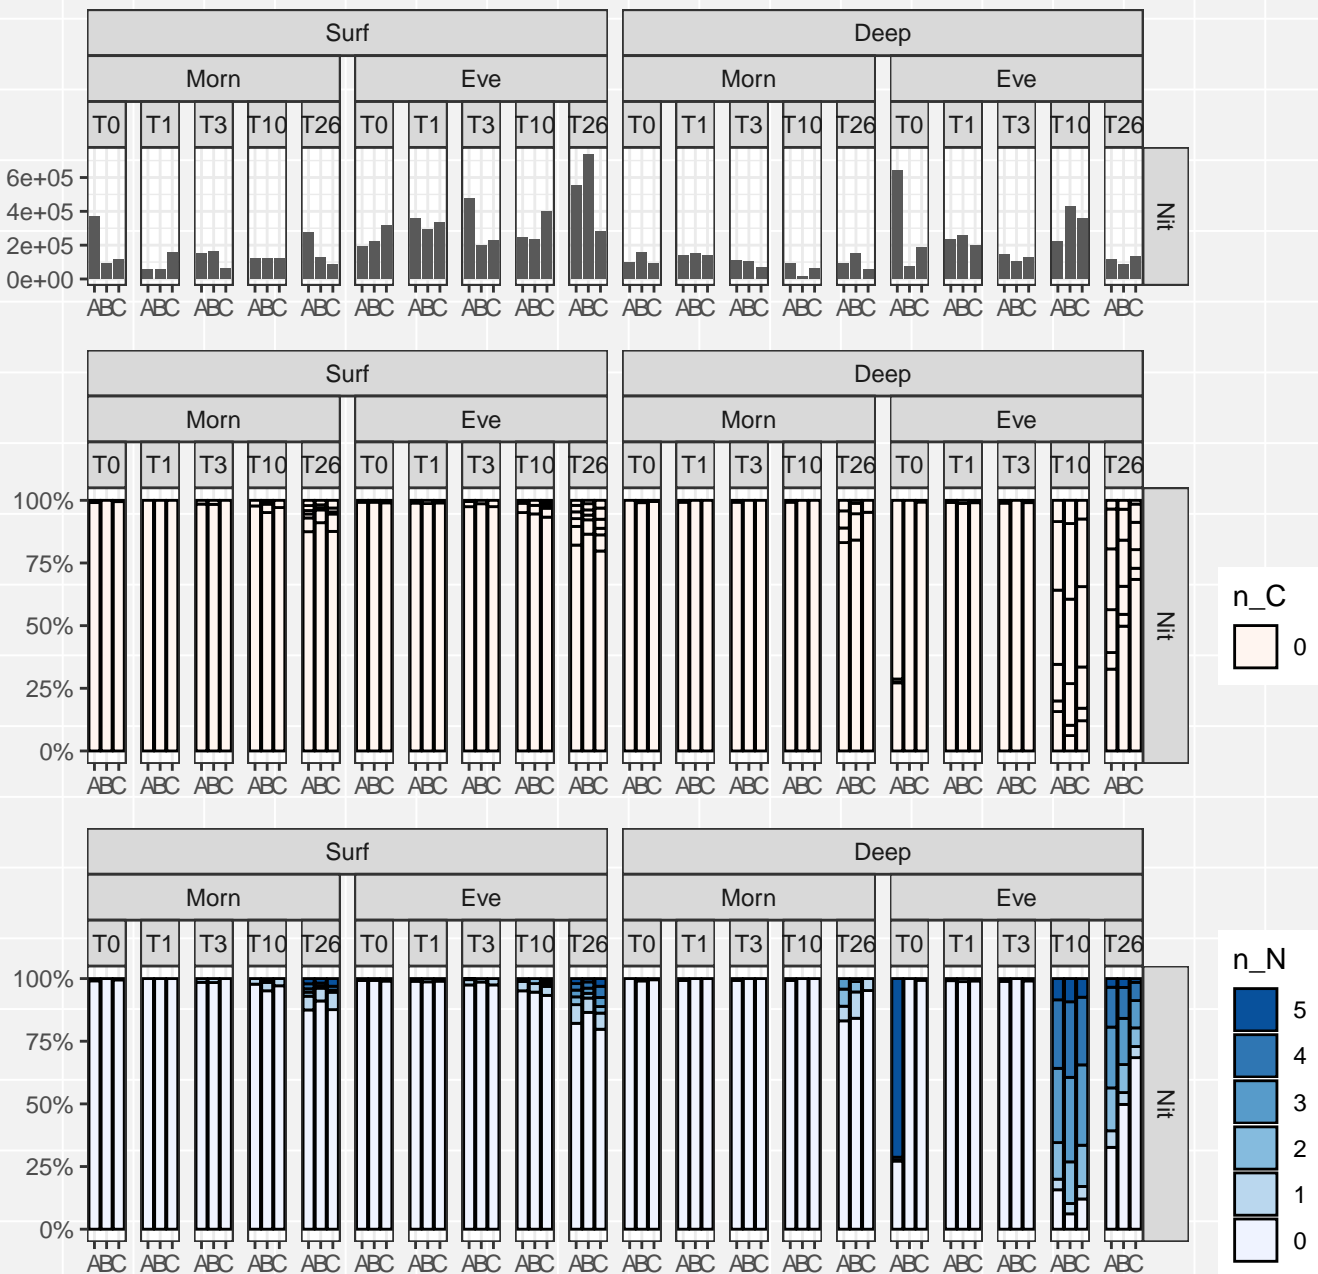 Surf Deep
Morn Eve Morn Eve
T0 T1 T3 T10 T26 T0 T1 T3 T10 T26 T0 T1 T3 T10 T26 T0 T1 T3 T10 T26
6e+05
4e+05
2e+05
0e+00
Nit
ABC ABC ABC ABC ABC ABC ABC ABC ABC ABC ABC ABC ABC ABC ABC ABC ABC ABC ABC ABC
Surf Deep
Morn Eve Morn Eve
T0 T1 T3 T10 T26 T0 T1 T3 T10 T26 T0 T1 T3 T10 T26 T0 T1 T3 T10 T26
100%
75%
50%
25%
0%
Nit
ABC ABC ABC ABC ABC ABC ABC ABC ABC ABC ABC ABC ABC ABC ABC ABC ABC ABC ABC ABC
n_C
0
Surf Deep
Morn Eve Morn Eve
T0 T1 T3 T10 T26 T0 T1 T3 T10 T26 T0 T1 T3 T10 T26 T0 T1 T3 T10 T26
100%
75%
50%
25%
0%
Nit
ABC ABC ABC ABC ABC ABC ABC ABC ABC ABC ABC ABC ABC ABC ABC ABC ABC ABC ABC ABC
n_N
5
4
3
2
1
0